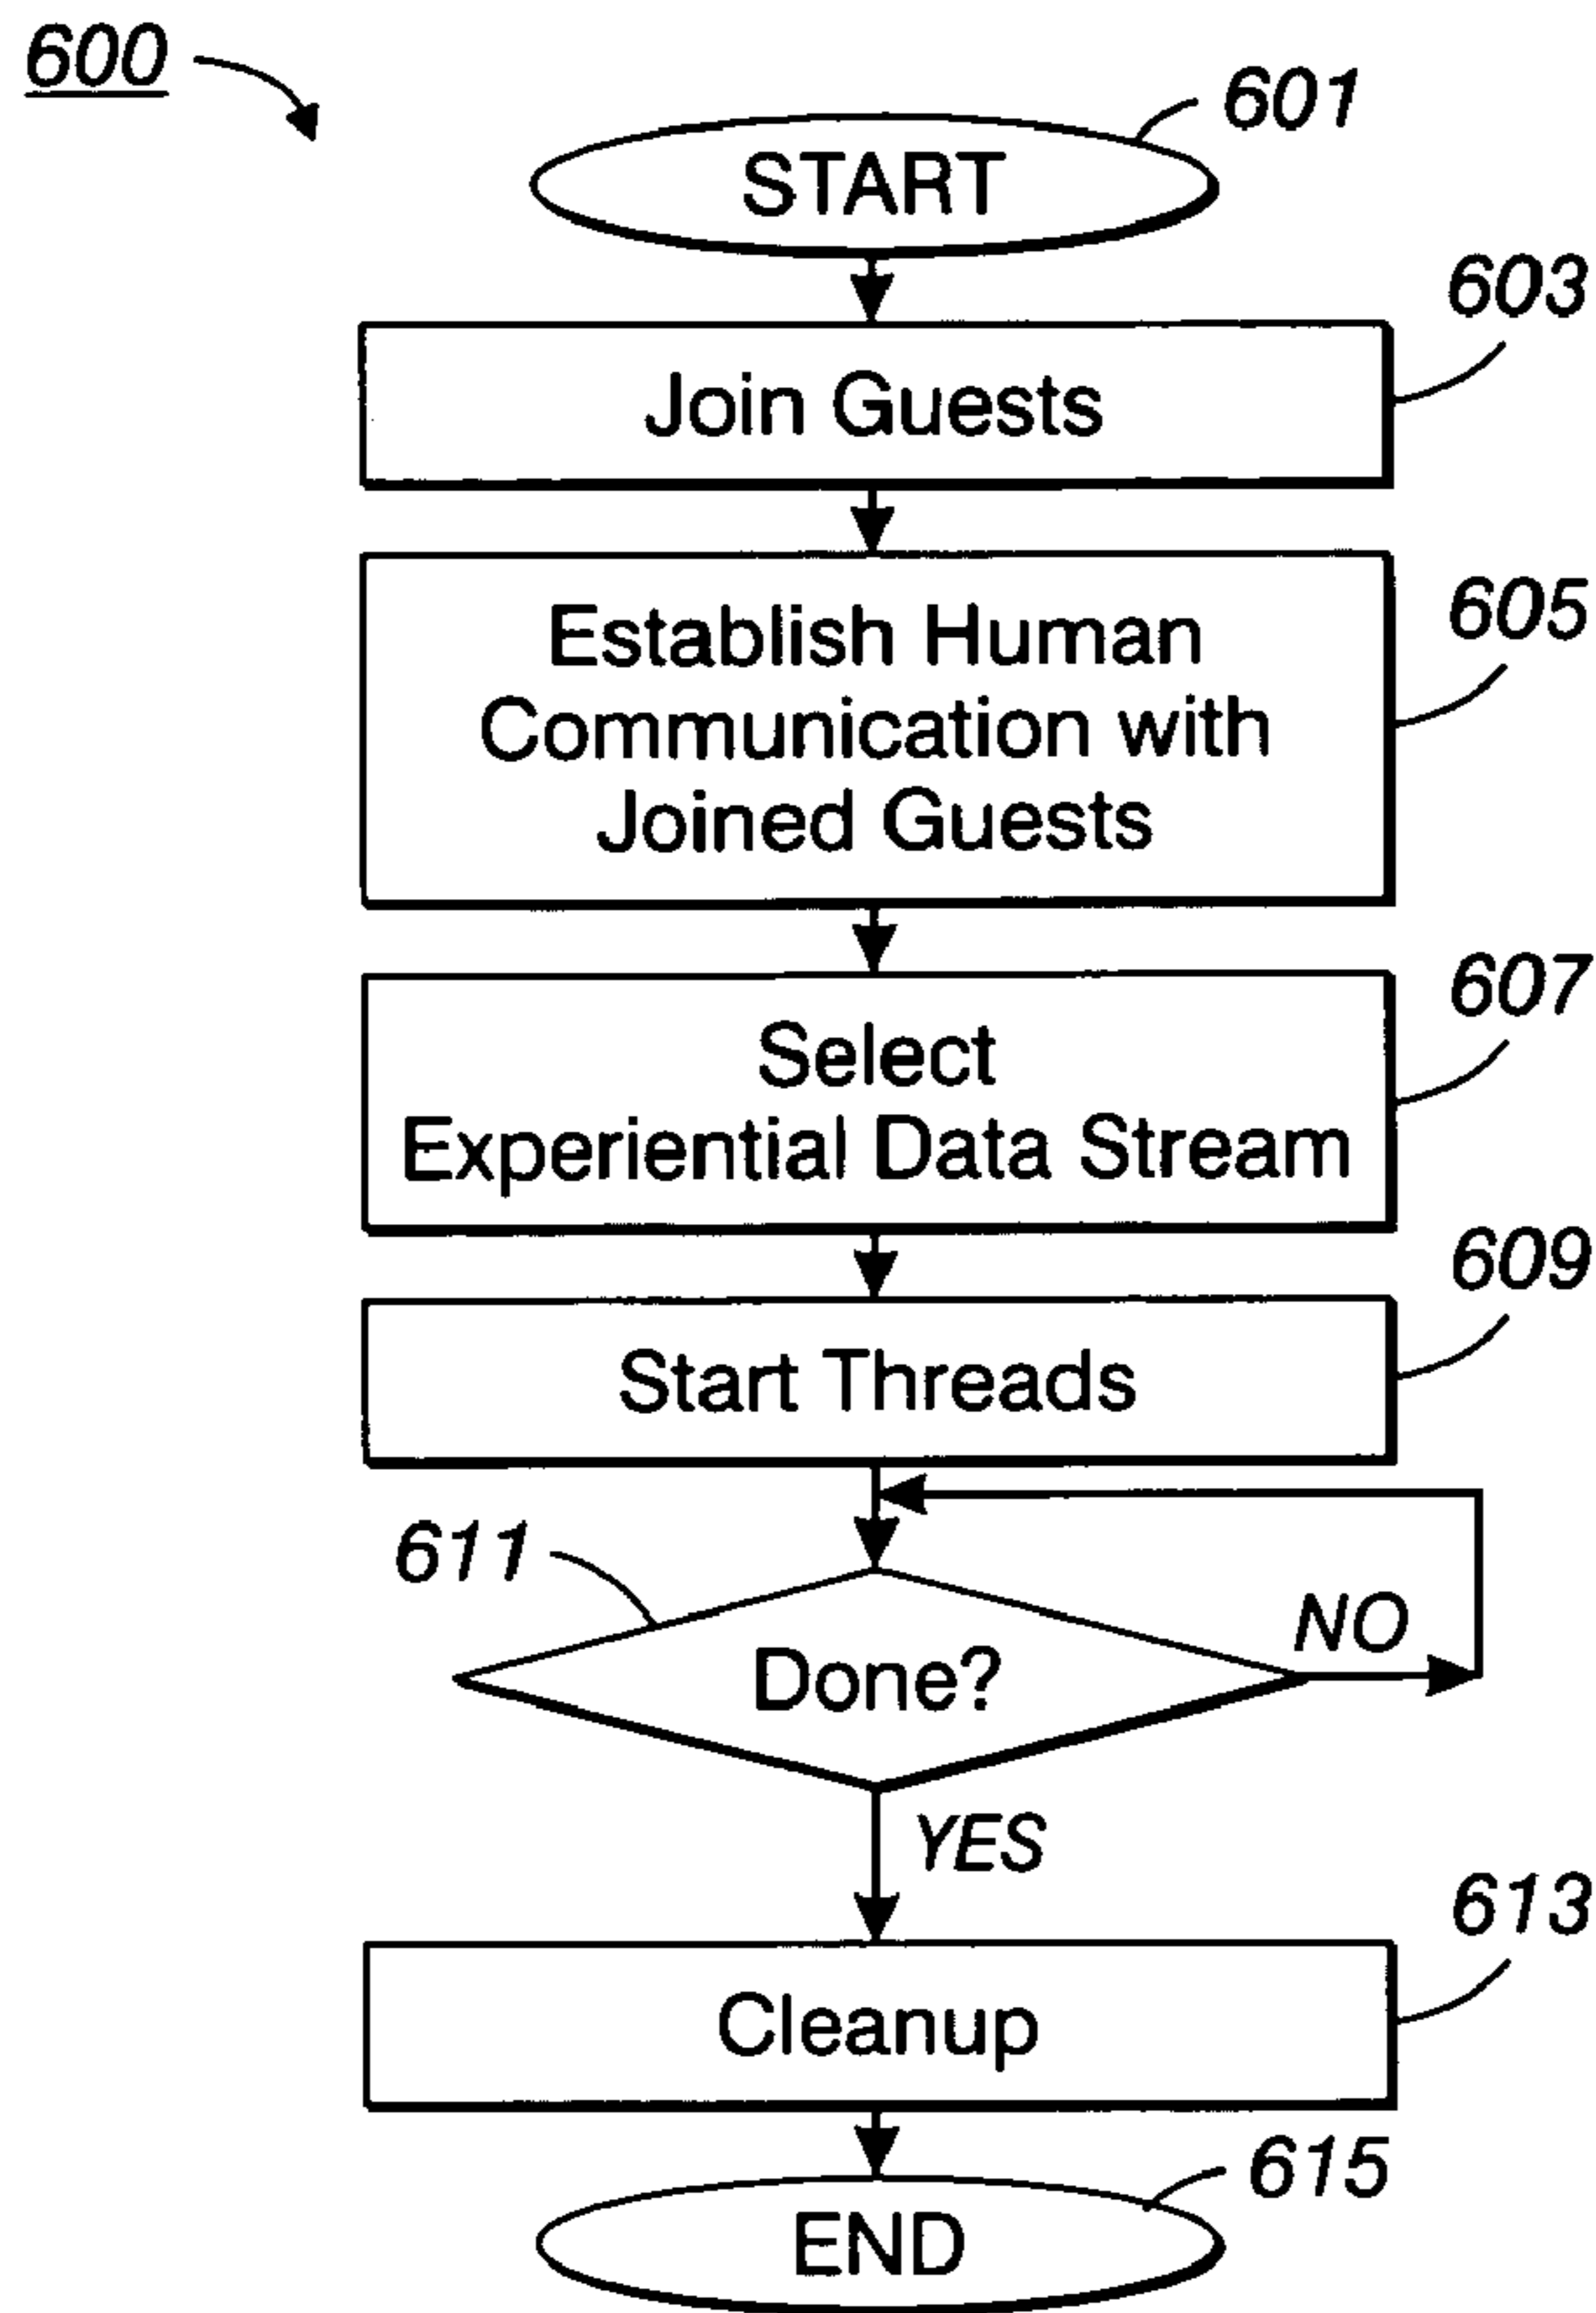 600
601
START
603
Join Guests
605
Establish Human
Communication with
Joined Guests
607
Select
Experiential Data Stream
609
Start Threads
611
Done?
NO
YES
613
Cleanup
615
END